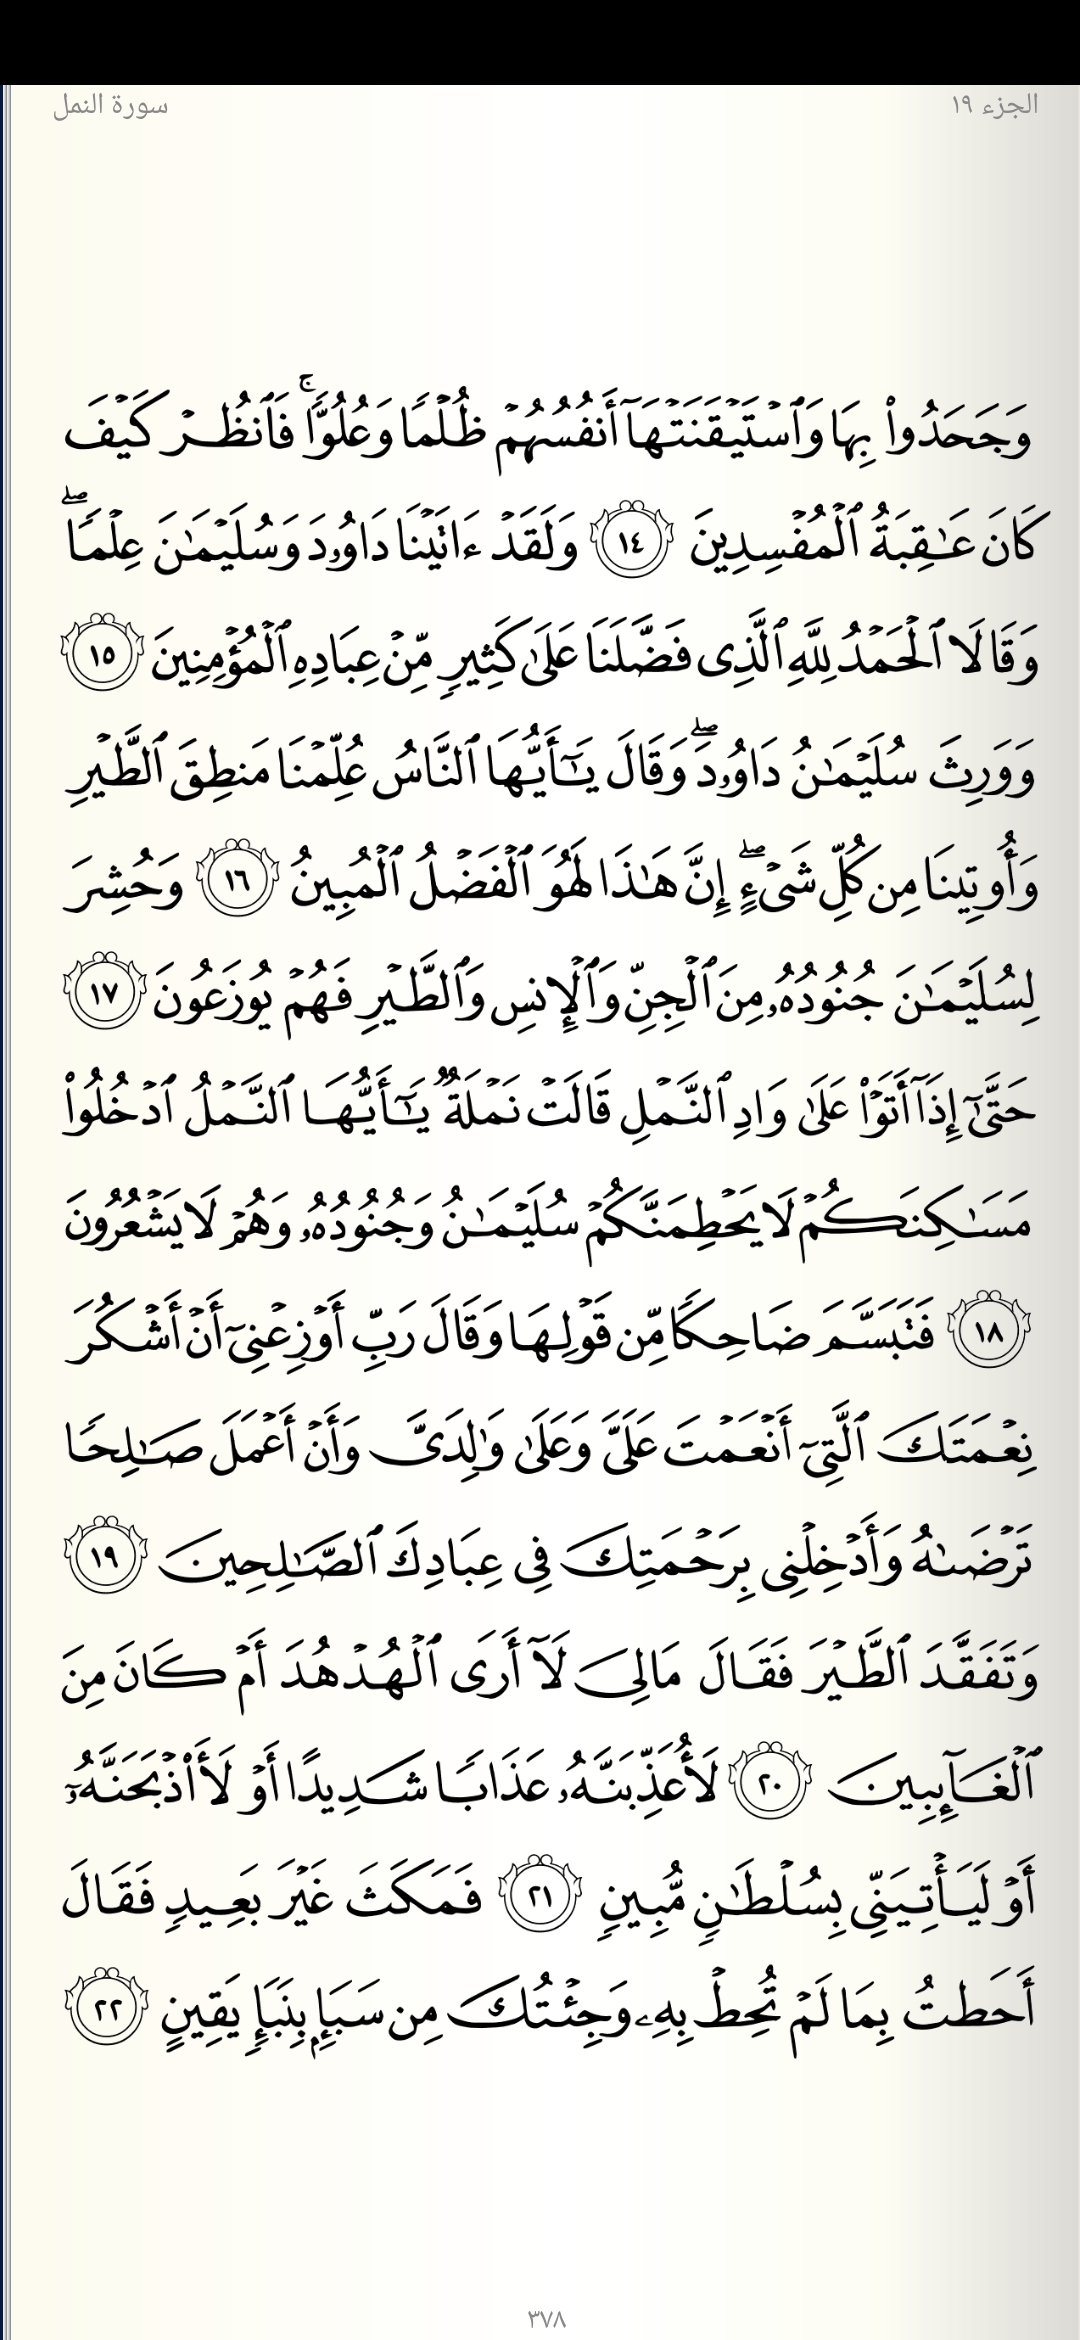 الجزء ١٩
سورة النمل
وَجَحَدُوا۟ بِهَا وَٱسْتَيْقَنَتْهَآ أَنفُسُهُمْ ظُلْمًا وَعُلُوًّا ۚ فَٱنظُرْ كَيْفَ
كَانَ عَـٰقِبَةُ ٱلْمُفْسِدِينَ ١٤ وَلَقَدْ ءَاتَيْنَا دَاوُۥدَ وَسُلَيْمَـٰنَ عِلْمًا ۖ
وَقَالَا ٱلْحَمْدُ لِلَّهِ ٱلَّذِى فَضَّلَنَا عَلَىٰ كَثِيرٍ مِّنْ عِبَادِهِ ٱلْمُؤْمِنِينَ ١٥
وَوَرِثَ سُلَيْمَـٰنُ دَاوُۥدَ ۖ وَقَالَ يَـٰٓأَيُّهَا ٱلنَّاسُ عُلِّمْنَا مَنطِقَ ٱلطَّيْرِ
وَأُوتِينَا مِن كُلِّ شَىْءٍ ۖ إِنَّ هَـٰذَا لَهُوَ ٱلْفَضْلُ ٱلْمُبِينُ ١٦ وَحُشِرَ
لِسُلَيْمَـٰنَ جُنُودُهُۥ مِنَ ٱلْجِنِّ وَٱلْإِنسِ وَٱلطَّيْرِ فَهُمْ يُوزَعُونَ ١٧
حَتَّىٰٓ إِذَآ أَتَوْا۟ عَلَىٰ وَادِ ٱلنَّمْلِ قَالَتْ نَمْلَةٌ يَـٰٓأَيُّهَا ٱلنَّمْلُ ٱدْخُلُوا۟
مَسَـٰكِنَكُمْ لَا يَحْطِمَنَّكُمْ سُلَيْمَـٰنُ وَجُنُودُهُۥ وَهُمْ لَا يَشْعُرُونَ
١٨ فَتَبَسَّمَ ضَاحِكًا مِّن قَوْلِهَا وَقَالَ رَبِّ أَوْزِعْنِىٓ أَنْ أَشْكُرَ
نِعْمَتَكَ ٱلَّتِىٓ أَنْعَمْتَ عَلَىَّ وَعَلَىٰ وَٰلِدَىَّ وَأَنْ أَعْمَلَ صَـٰلِحًا
تَرْضَىٰهُ وَأَدْخِلْنِى بِرَحْمَتِكَ فِى عِبَادِكَ ٱلصَّـٰلِحِينَ ١٩
وَتَفَقَّدَ ٱلطَّيْرَ فَقَالَ مَالِىَ لَآ أَرَى ٱلْهُدْهُدَ أَمْ كَانَ مِنَ
ٱلْغَآئِبِينَ ٢٠ لَأُعَذِّبَنَّهُۥ عَذَابًا شَدِيدًا أَوْ لَأَا۟ذْبَحَنَّهُۥٓ
أَوْ لَيَأْتِيَنِّى بِسُلْطَـٰنٍ مُّبِينٍ ٢١ فَمَكَثَ غَيْرَ بَعِيدٍ فَقَالَ
أَحَطتُ بِمَا لَمْ تُحِطْ بِهِۦ وَجِئْتُكَ مِن سَبَإٍۭ بِنَبَإٍ يَقِينٍ ٢٢
٣٧٨